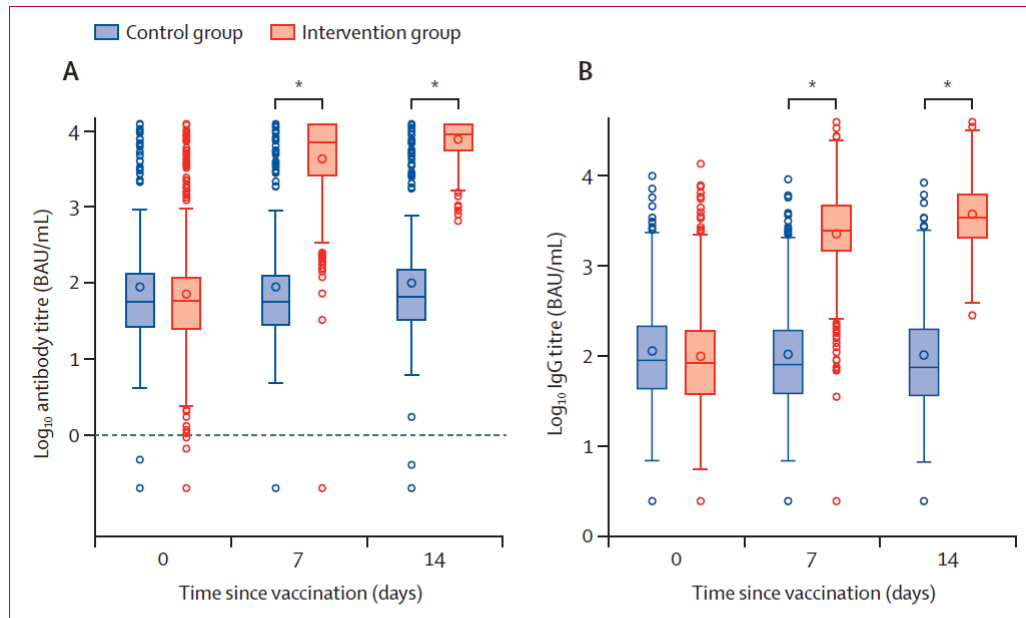 Control group Intervention group
A
B
* *
* *
Log₁₀ antibody titre (BAU/mL)
4
3
2
1
0
0 7 14
Time since vaccination (days)
Log₁₀ IgG titre (BAU/mL)
4
3
2
1
0
0 7 14
Time since vaccination (days)